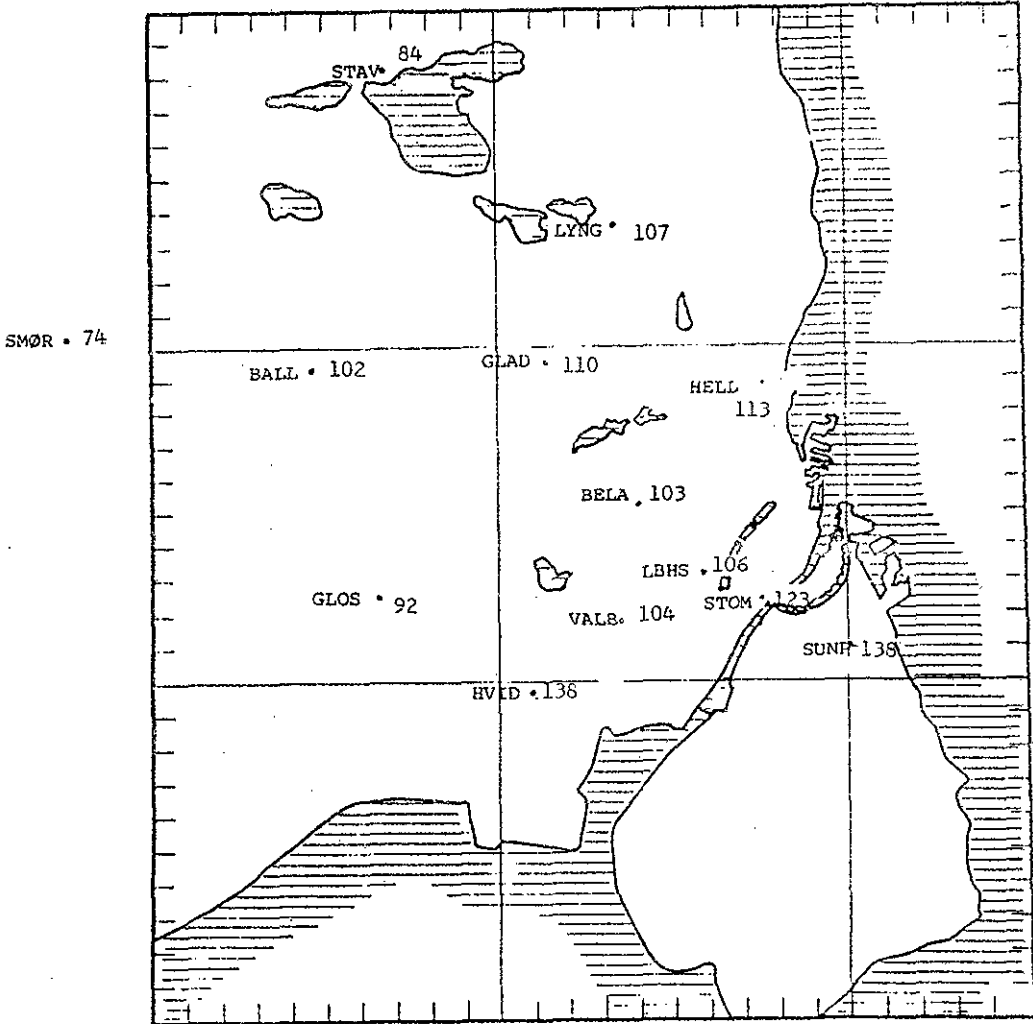 84
STAV
LYNG 107
SMØR 74
BALL 102
GLAD 110
HELL
113
BELA 103
LBHS 106
GLOS 92
STOM 123
VALB 104
SUNP 138
HVID 138